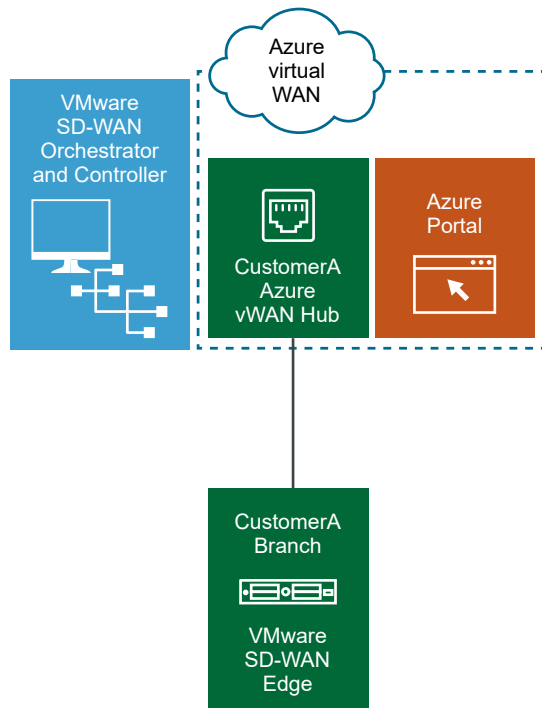 Azure
virtual
WAN
VMware
SD-WAN
Orchestrator
and Controller
CustomerA
Azure
vWAN Hub
Azure
Portal
CustomerA
Branch
VMware
SD-WAN
Edge